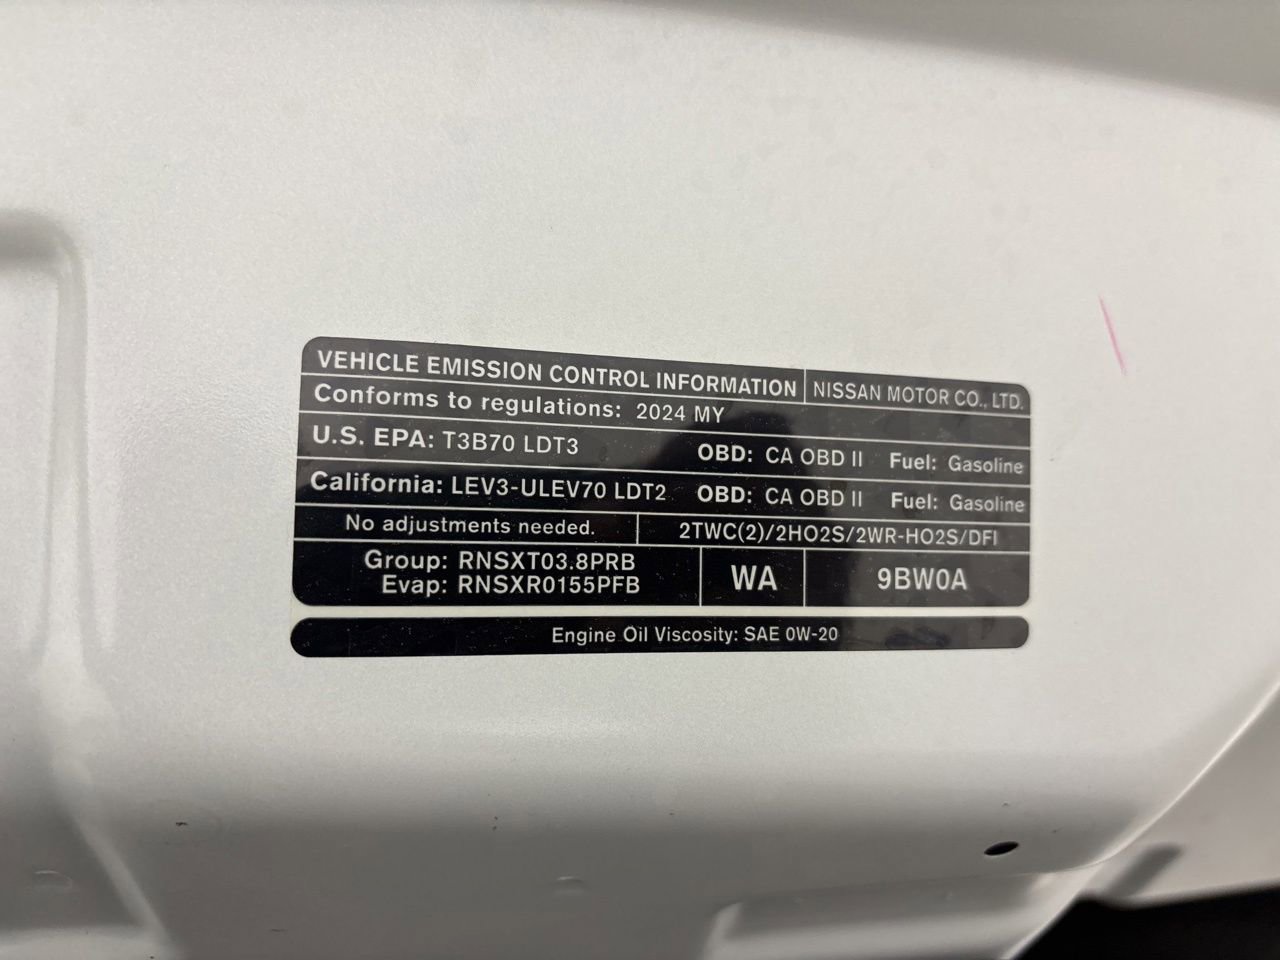 VEHICLE EMISSION CONTROL INFORMATION NISSAN MOTOR CO., LTD.
Conforms to regulations: 2024 MY
U.S. EPA: T3B70 LDT3 OBD: CA OBD II Fuel: Gasoline
California: LEV3-ULEV70 LDT2 OBD: CA OBD II Fuel: Gasoline
No adjustments needed. 2TWC(2)/2HO2S/2WR-HO2S/DFI
Group: RNSXT03.8PRB
Evap: RNSXR0155PFB
WA
9BW0A
Engine Oil Viscosity: SAE 0W-20